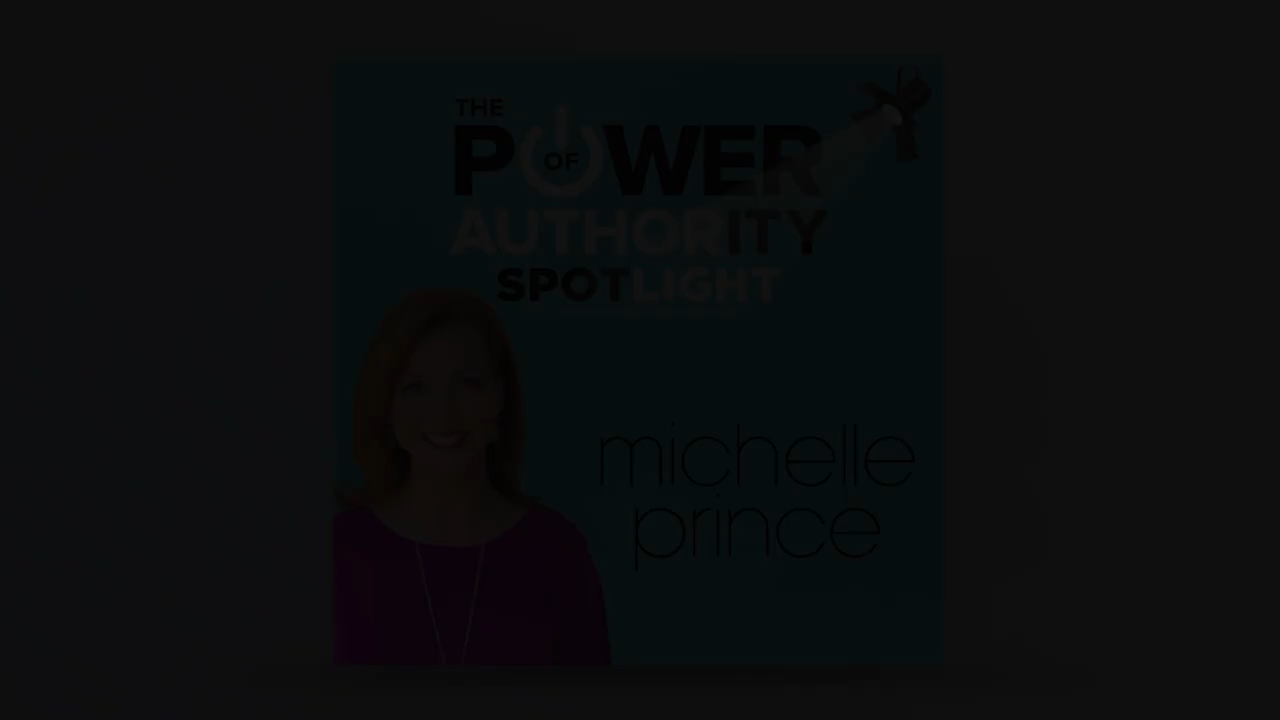 THE
POWER
OF
AUTHORITY
SPOTLIGHT
michelle
prince